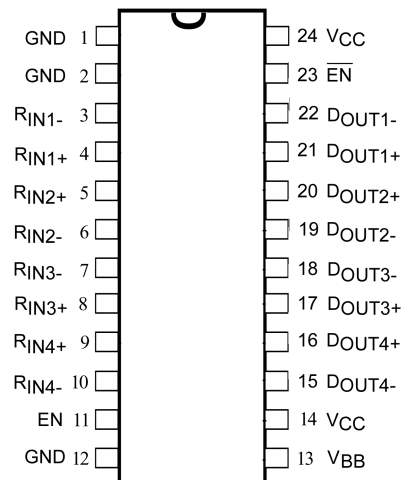 GND 1 24 VCC
GND 2 23 EN
RIN1- 3 22 DOUT1-
RIN1+ 4 21 DOUT1+
RIN2+ 5 20 DOUT2+
RIN2- 6 19 DOUT2-
RIN3- 7 18 DOUT3-
RIN3+ 8 17 DOUT3+
RIN4+ 9 16 DOUT4+
RIN4- 10 15 DOUT4-
EN 11 14 VCC
GND 12 13 VBB